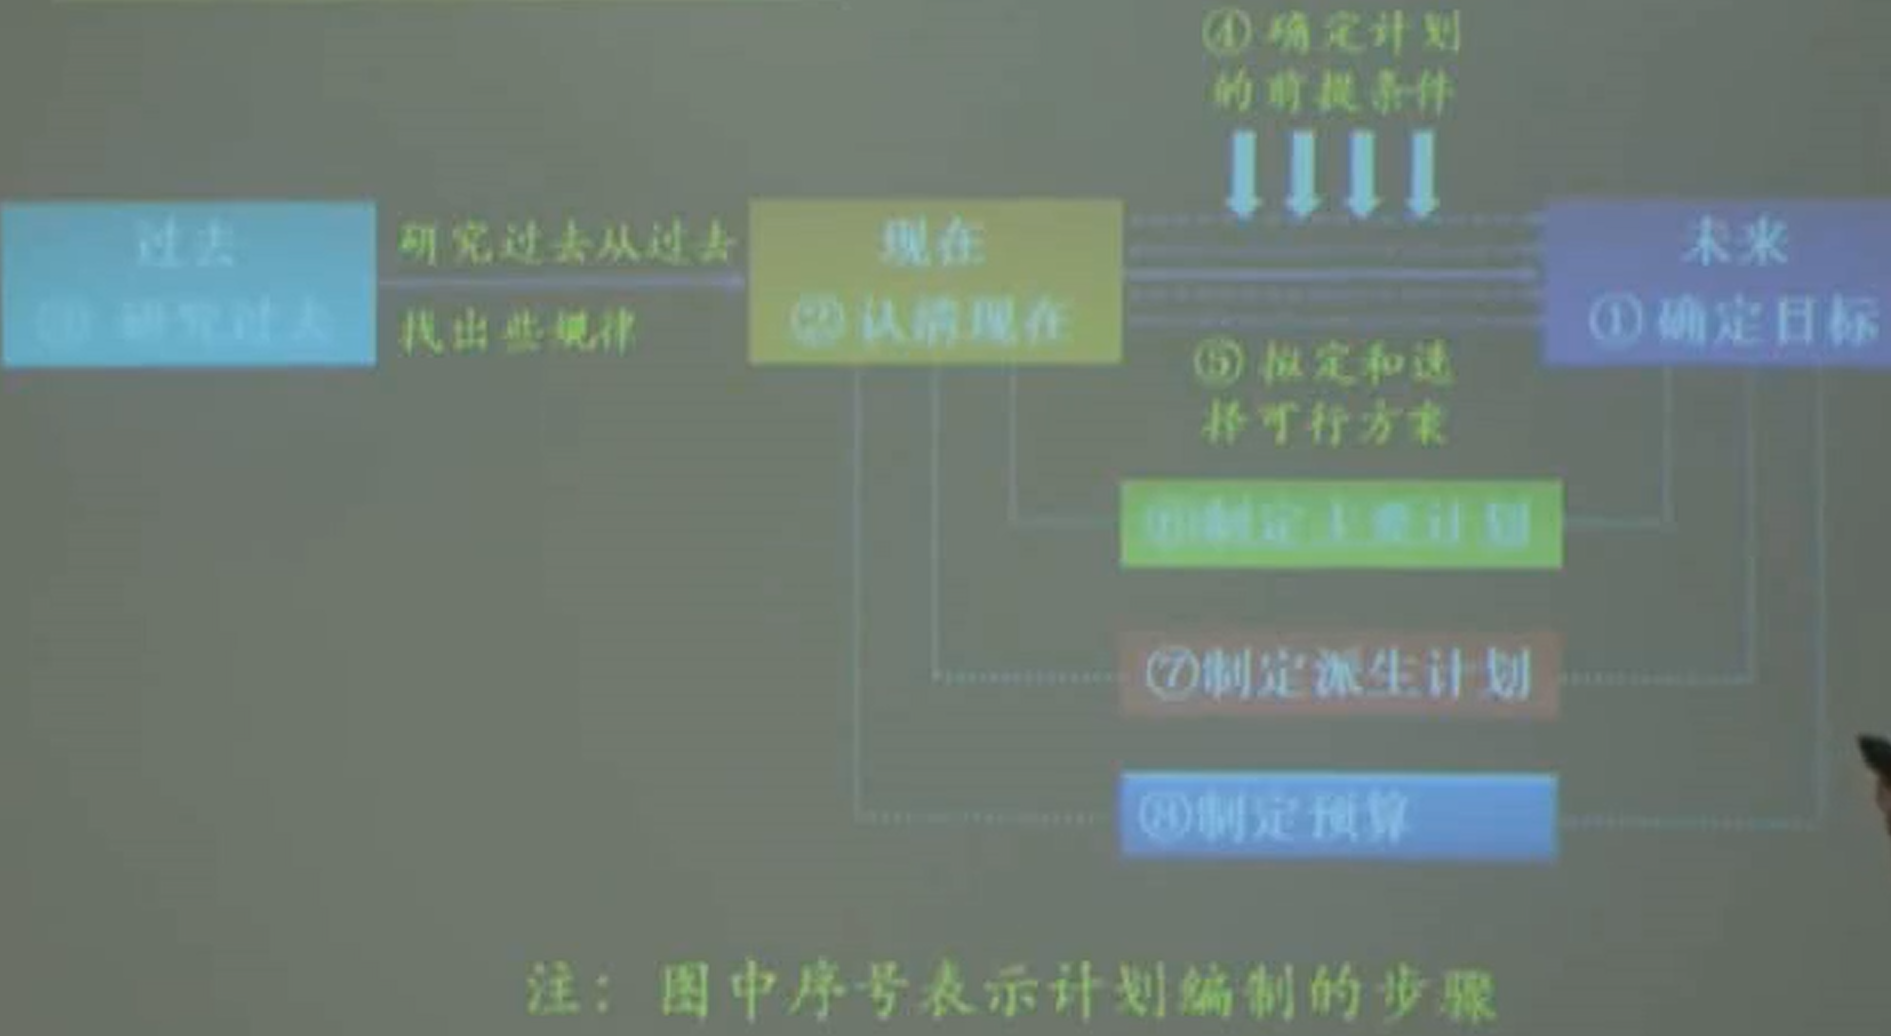 ④ 确定计划
的前提条件
过去
③ 研究过去
研究过去从过去
找出些规律
现在
② 认清现在
未来
① 确定目标
⑤ 拟定和选
择可行方案
⑥制定主要计划
⑦制定派生计划
⑧制定预算
注：图中序号表示计划编制的步骤